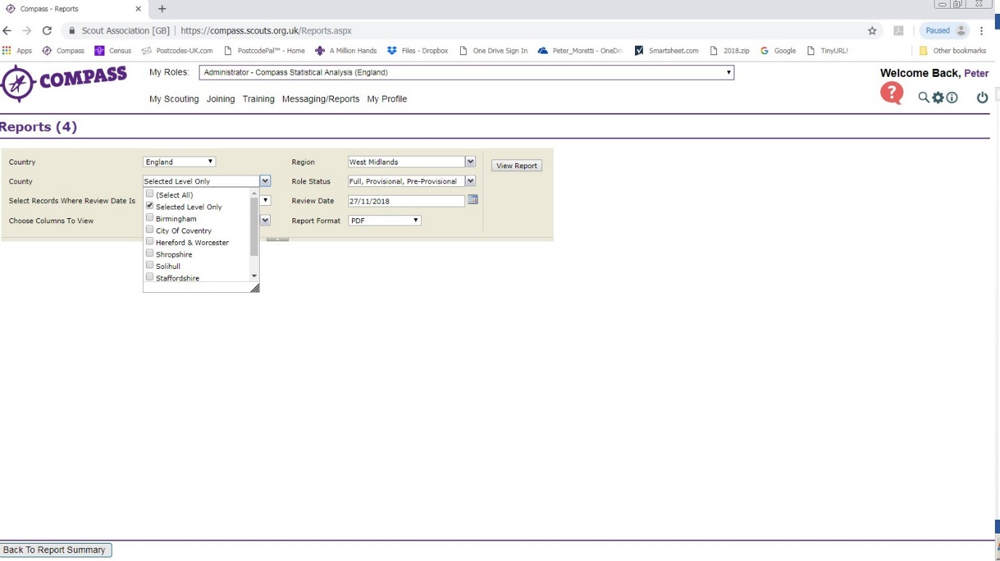 Compass - Reports
Scout Association [GB] | https://compass.scouts.org.uk/Reports.aspx
Paused
Apps Compass Census Postcodes-UK.com PostcodePal™ - Home A Million Hands Files - Dropbox One Drive Sign In Peter_Moretti - OneDri Smartsheet.com 2018.zip Google TinyURL! Other bookmarks
COMPASS
My Roles: Administrator - Compass Statistical Analysis (England)
Welcome Back, Peter
My Scouting Joining Training Messaging/Reports My Profile
Reports (4)
Country England Region West Midlands View Report
County Selected Level Only Role Status Full, Provisional, Pre-Provisional
(Select All)
Select Records Where Review Date Is Selected Level Only Review Date 27/11/2018
Birmingham
Choose Columns To View Report Format PDF
City Of Coventry
Hereford & Worcester
Shropshire
Solihull
Staffordshire
Back To Report Summary